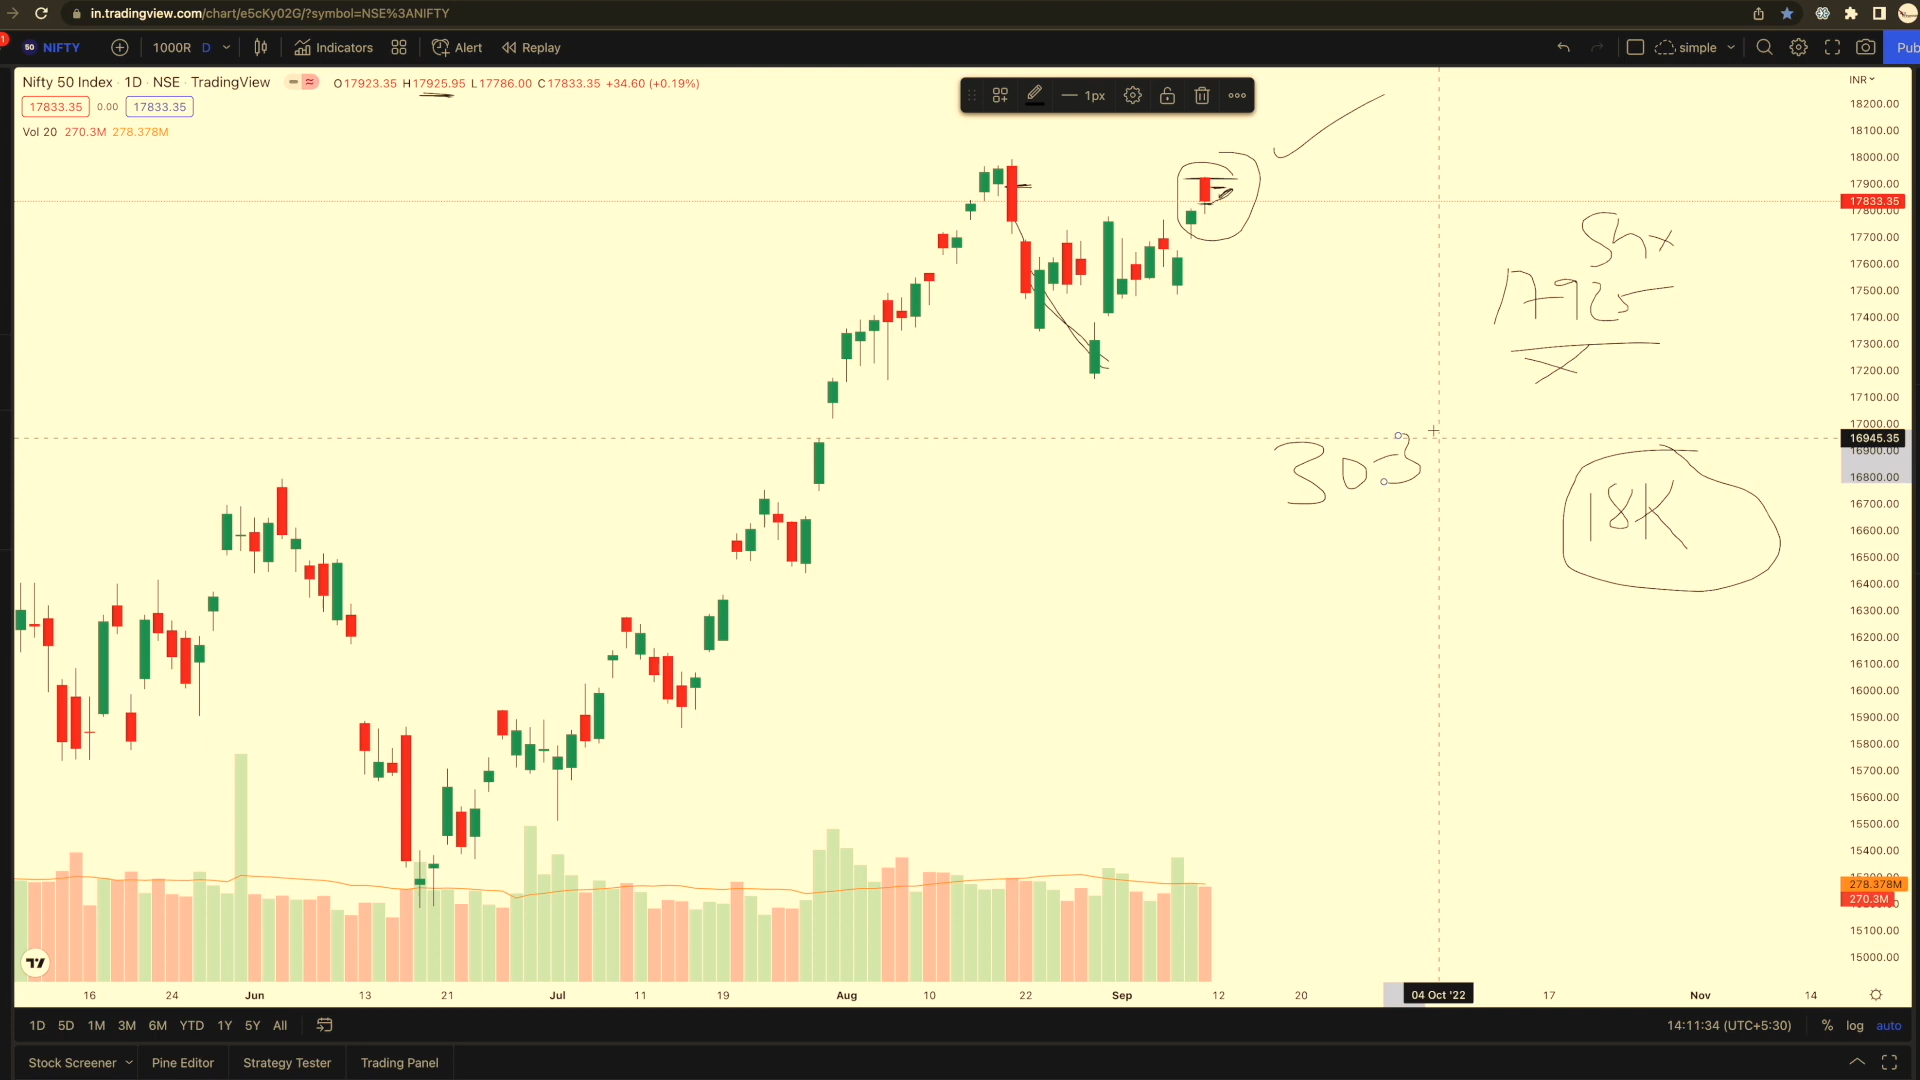 in.tradingview.com/chart/e5cKy02G/?symbol=NSE%3ANIFTY
1
50 NIFTY 1000R D Indicators Alert Replay simple Pub
Nifty 50 Index · 1D · NSE · TradingView O17923.35 H17925.95 L17786.00 C17833.35 +34.60 (+0.19%)
17833.35 0.00 17833.35
Vol 20 270.3M 278.378M
1px
INR
18200.00
18100.00
18000.00
17900.00
17833.35
17800.00
17700.00
17600.00
17500.00
17400.00
17300.00
17200.00
17100.00
17000.00
16945.35
16900.00
16800.00
16700.00
16600.00
16500.00
16400.00
16300.00
16200.00
16100.00
16000.00
15900.00
15800.00
15700.00
15600.00
15500.00
15400.00
278.378M
270.3M
15100.00
15000.00
17925
303
18K
16 24 Jun 13 21 Jul 11 19 Aug 10 22 Sep 12 20 04 Oct '22 17 Nov 14
1D 5D 1M 3M 6M YTD 1Y 5Y All 14:11:34 (UTC+5:30) % log auto
Stock Screener Pine Editor Strategy Tester Trading Panel